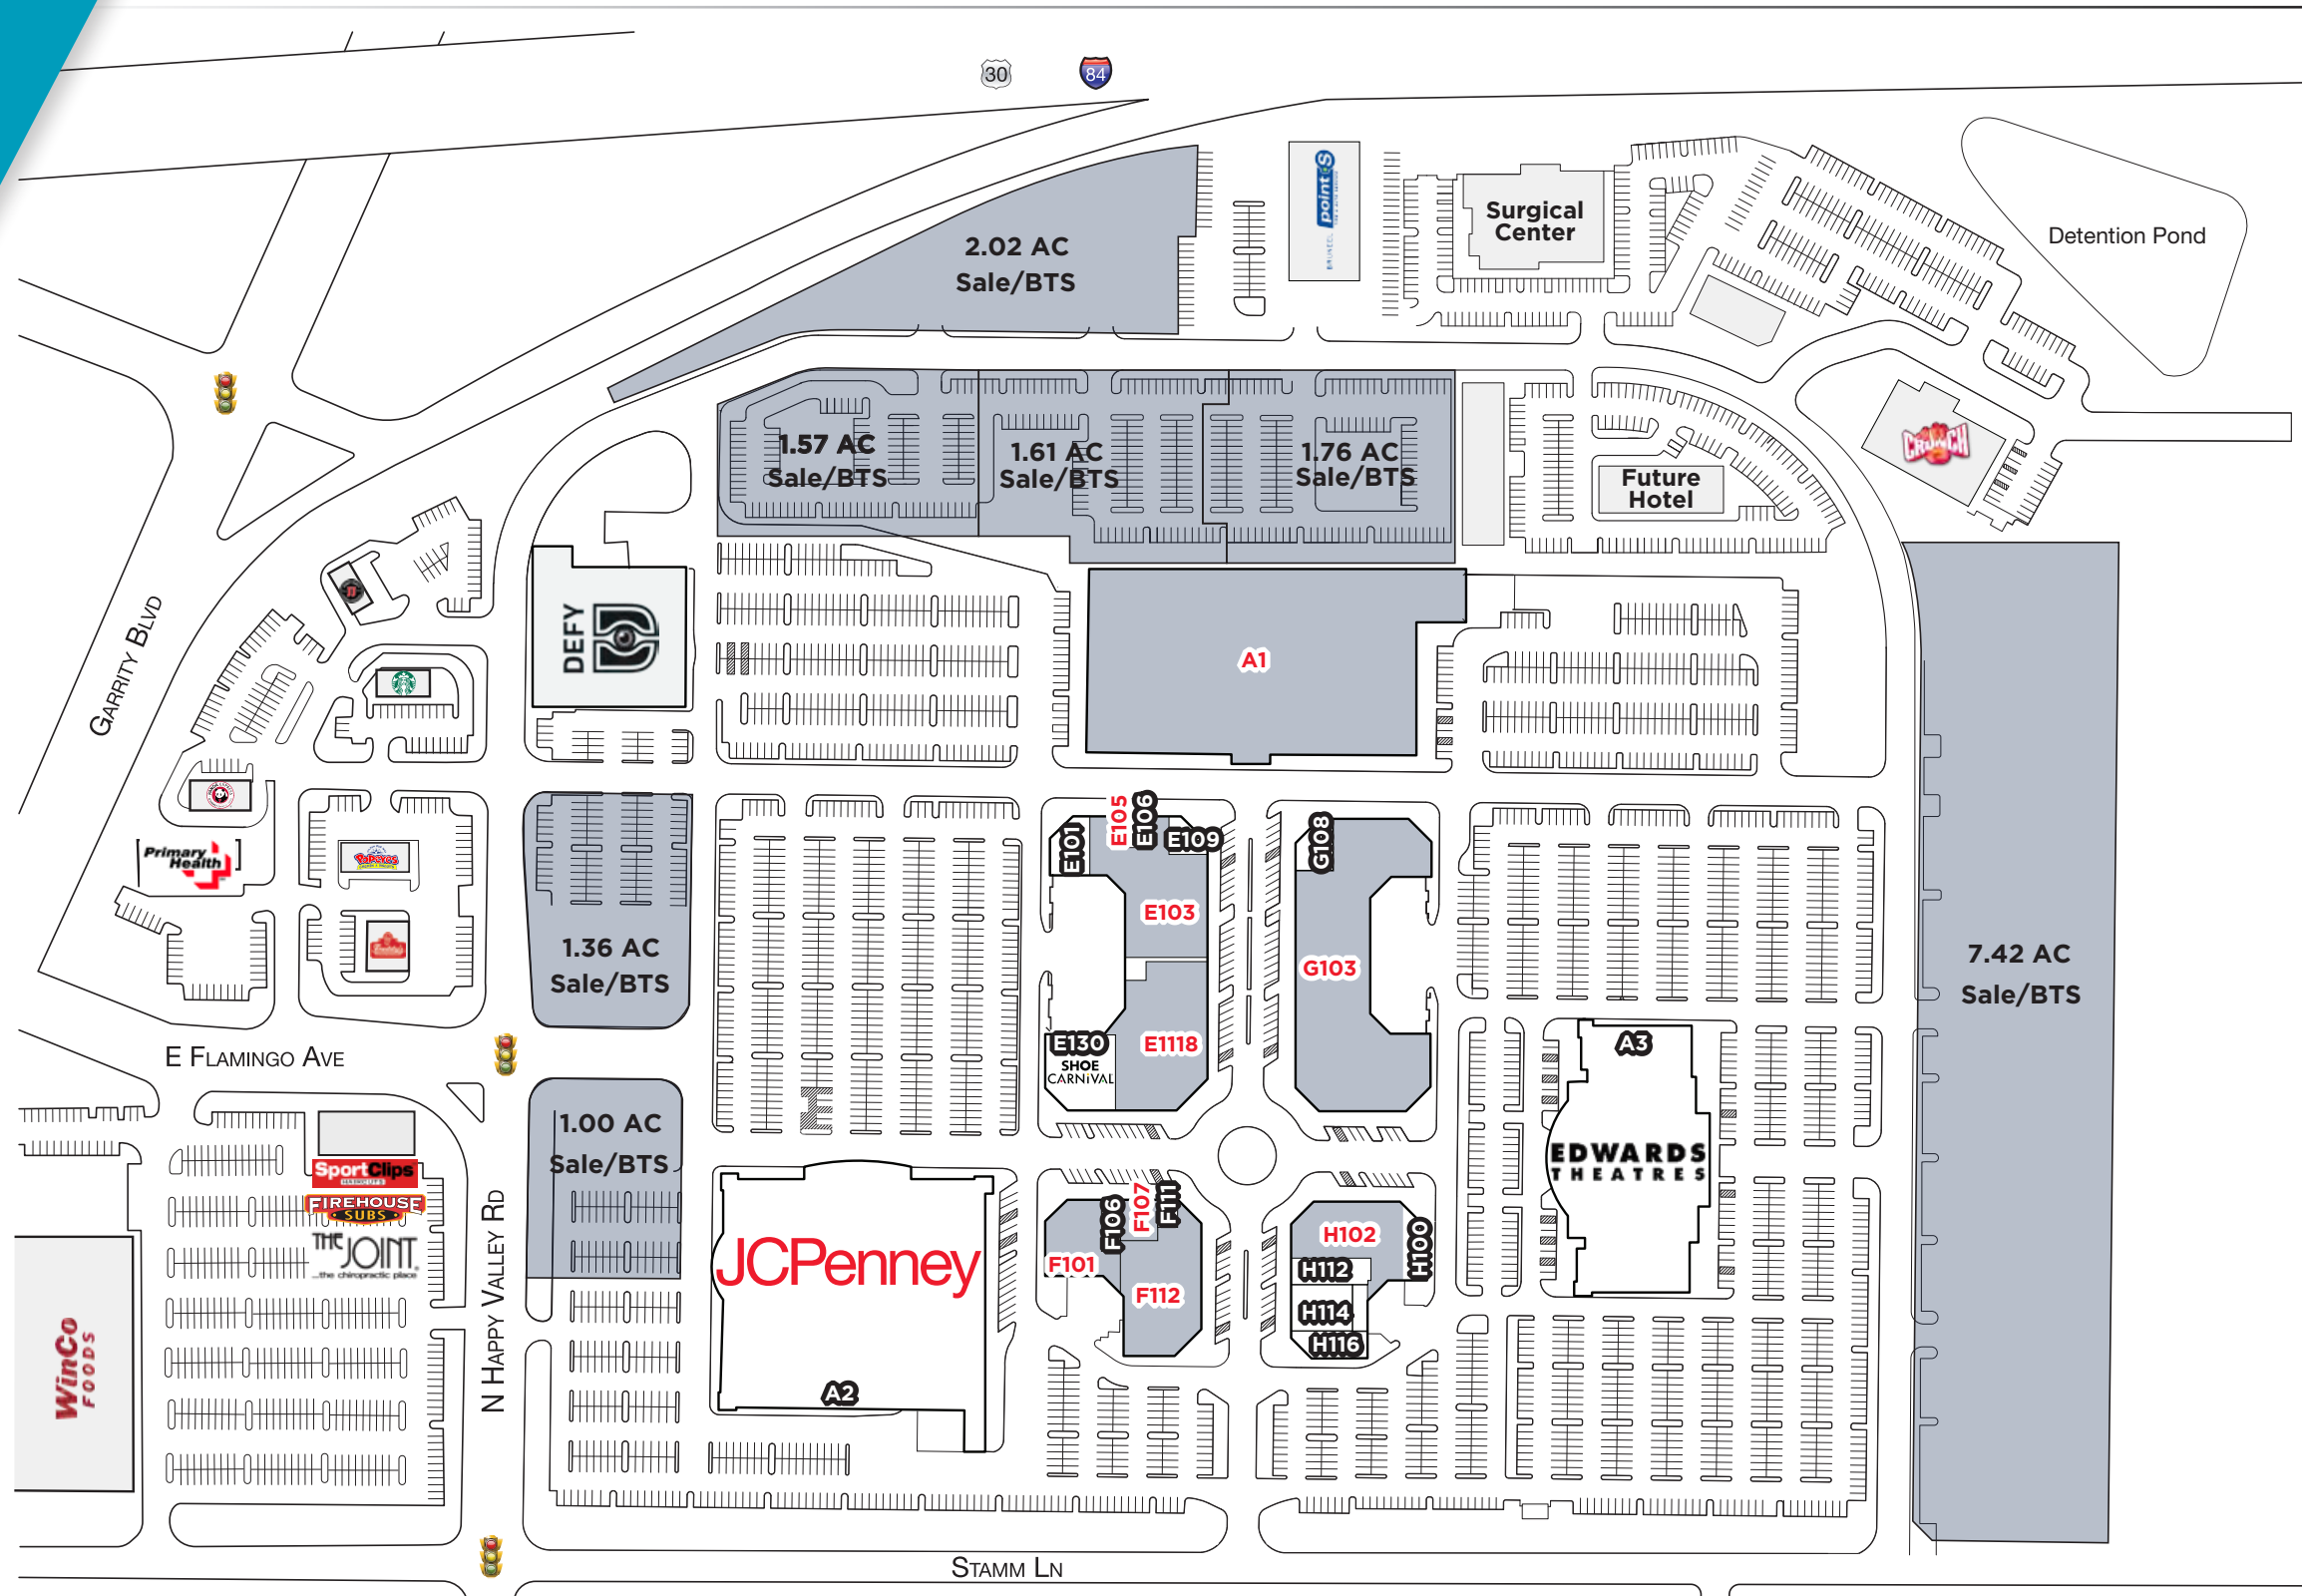 30
84
2.02 AC
Sale/BTS
point S
Surgical
Center
Detention Pond
1.57 AC
Sale/BTS
1.61 AC
Sale/BTS
1.76 AC
Sale/BTS
Future
Hotel
CRUNCH
GARRITY BLVD
DEFY
A1
Primary
Health
POPEYES
E101
E105
E106
E109
G108
E103
G103
1.36 AC
Sale/BTS
7.42 AC
Sale/BTS
E1118
E130
SHOE
CARNIVAL
A3
EDWARDS
THEATRES
E FLAMINGO AVE
1.00 AC
Sale/BTS
SportClips
HAIRCUTS
FIREHOUSE
SUBS
THE JOINT
...the chiropractic place
N HAPPY VALLEY RD
JCPenney
A2
F101
F106
F107
F111
F112
H102
H100
H112
H114
H116
WinCo
FOODS
STAMM LN